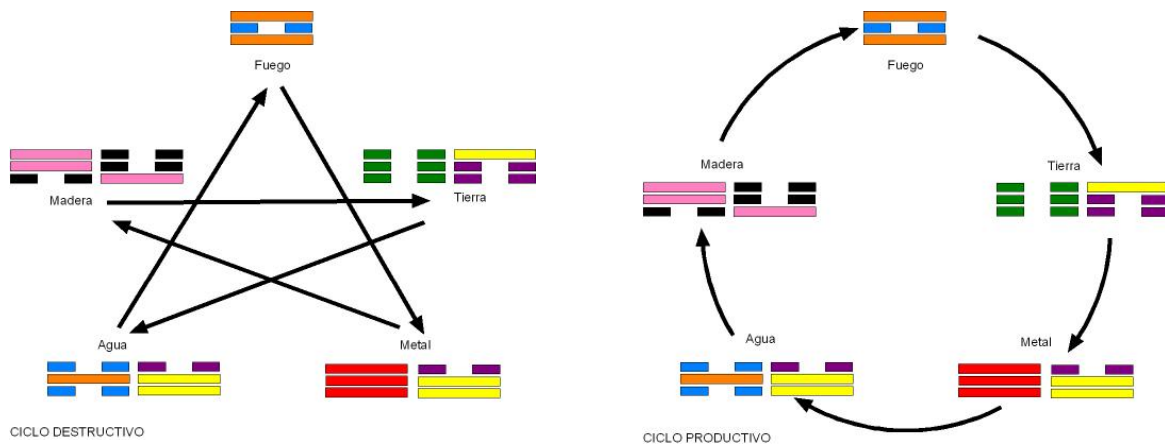 Fuego
Madera
Tierra
Agua
Metal
CICLO DESTRUCTIVO
Fuego
Madera
Tierra
Agua
Metal
CICLO PRODUCTIVO